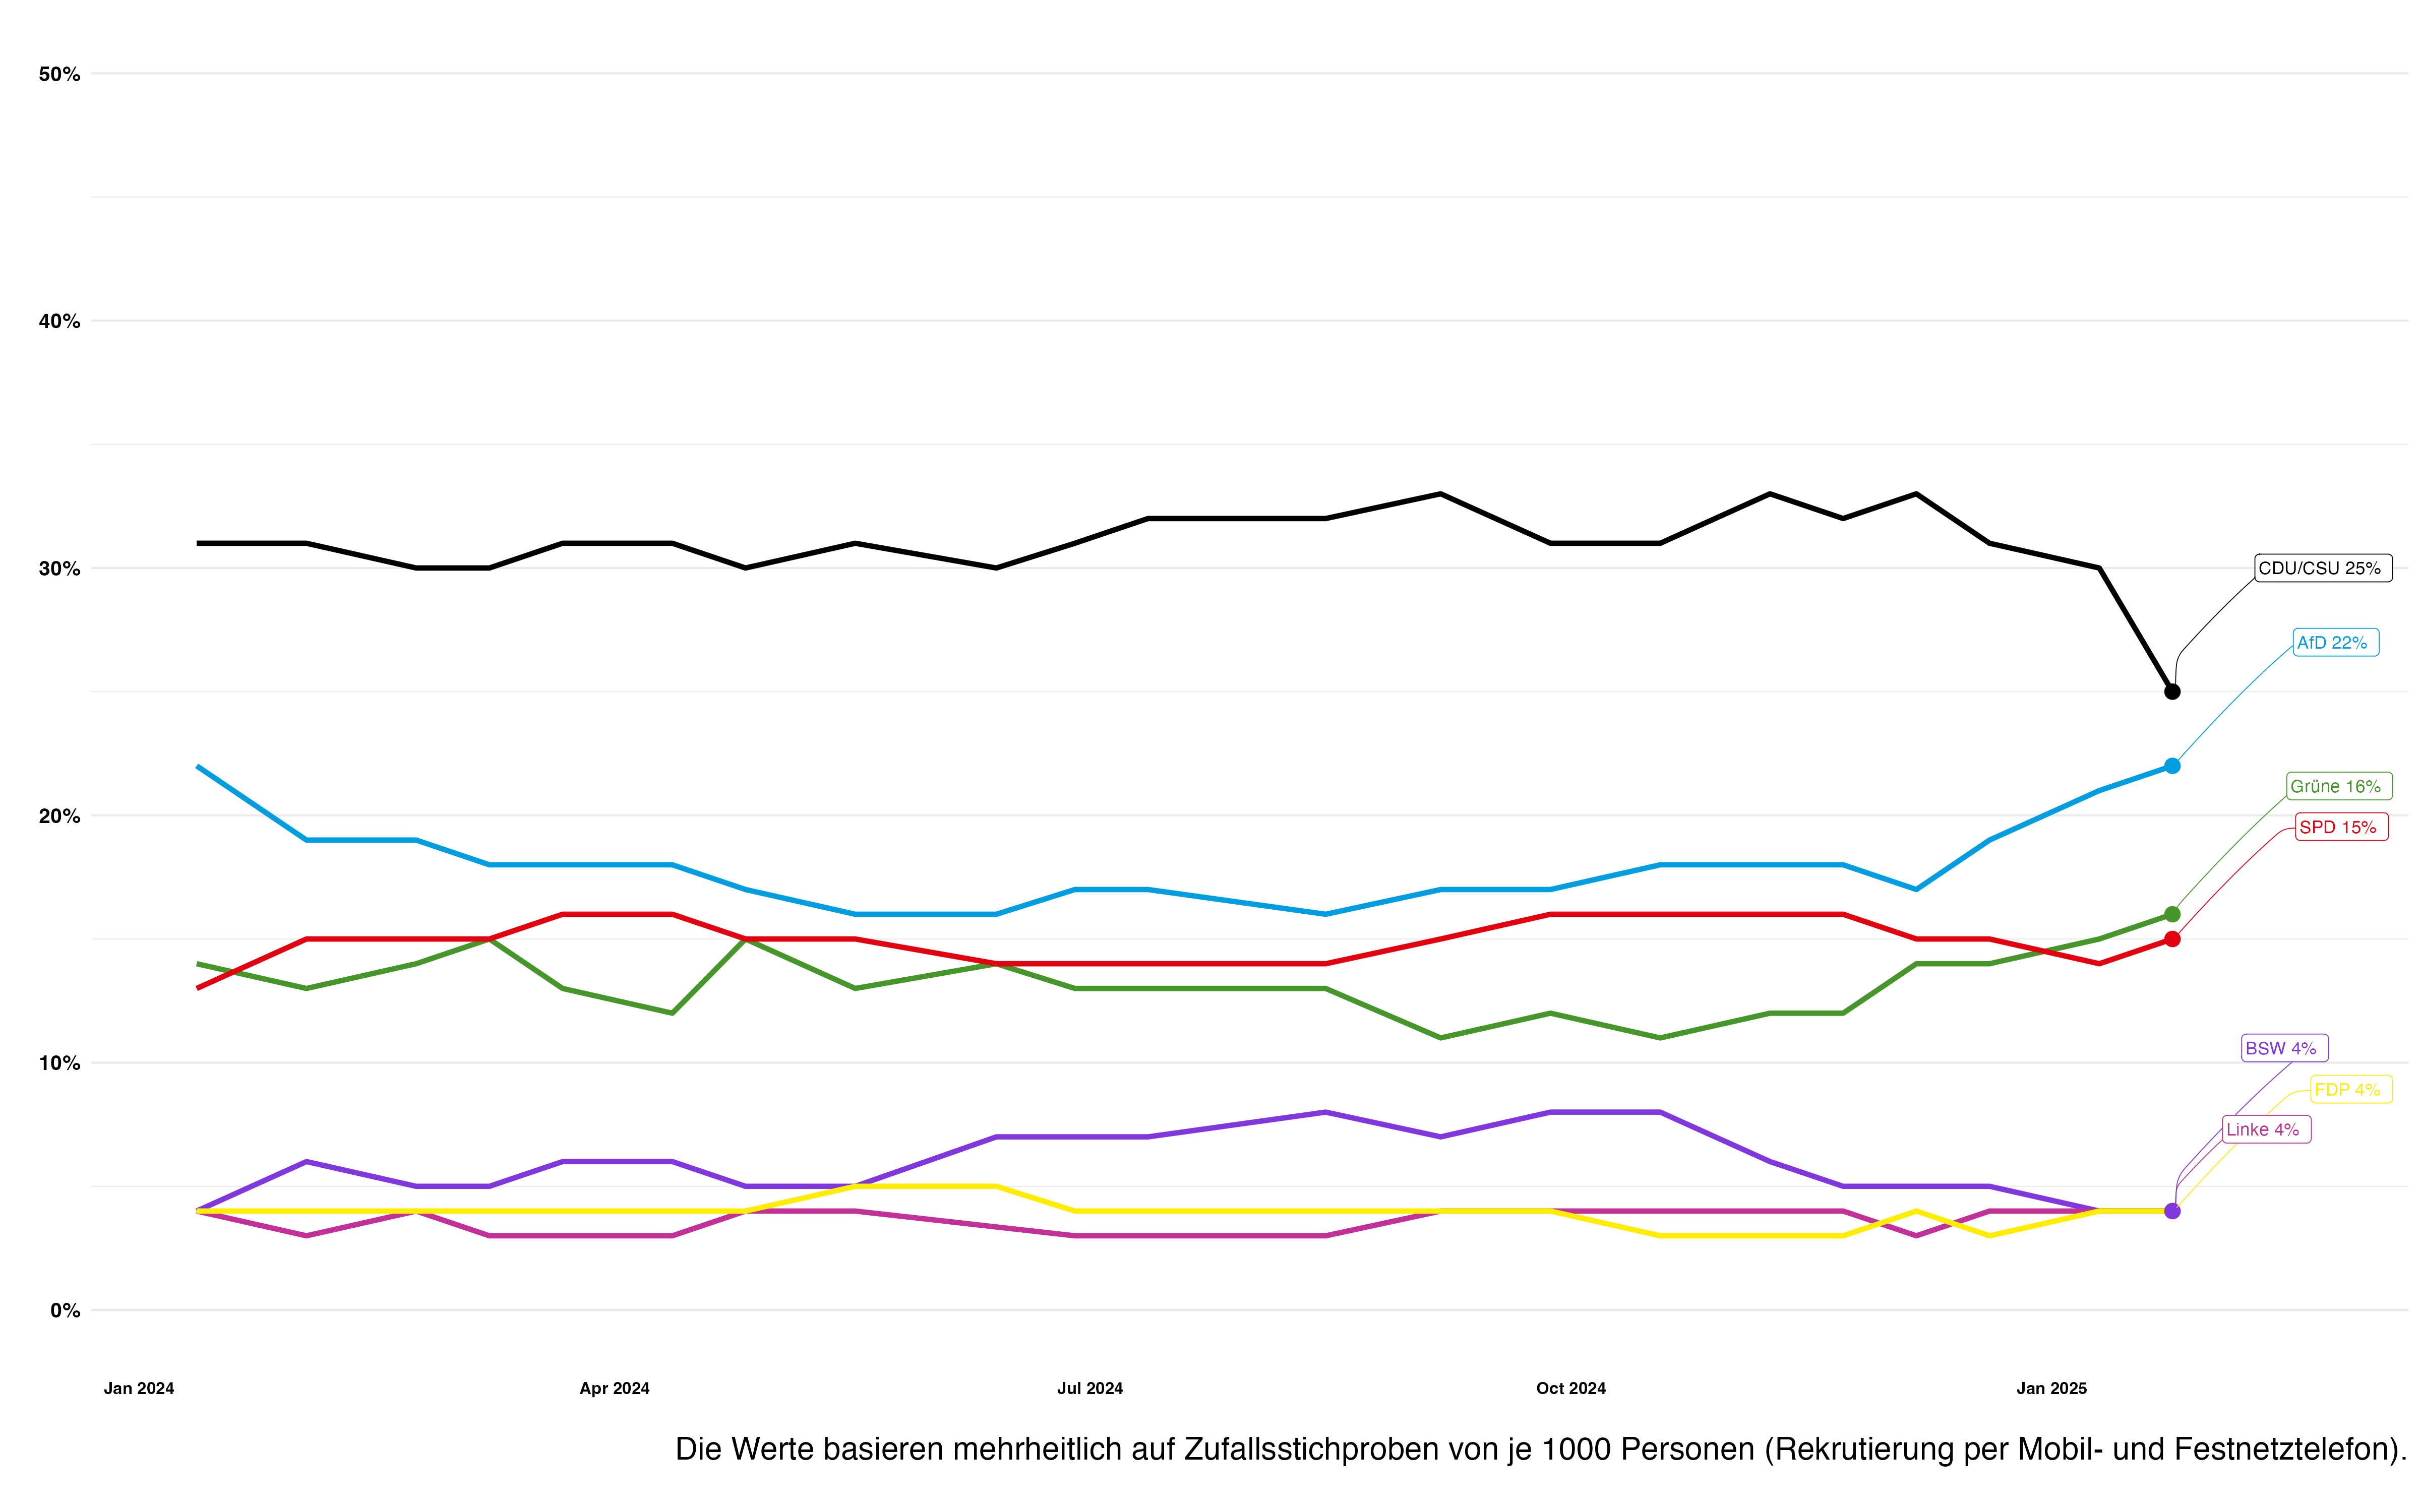 50%
40%
30%
20%
10%
0%
CDU/CSU 25%
AfD 22%
Grüne 16%
SPD 15%
BSW 4%
FDP 4%
Linke 4%
Jan 2024
Apr 2024
Jul 2024
Oct 2024
Jan 2025
Die Werte basieren mehrheitlich auf Zufallsstichproben von je 1000 Personen (Rekrutierung per Mobil- und Festnetztelefon).